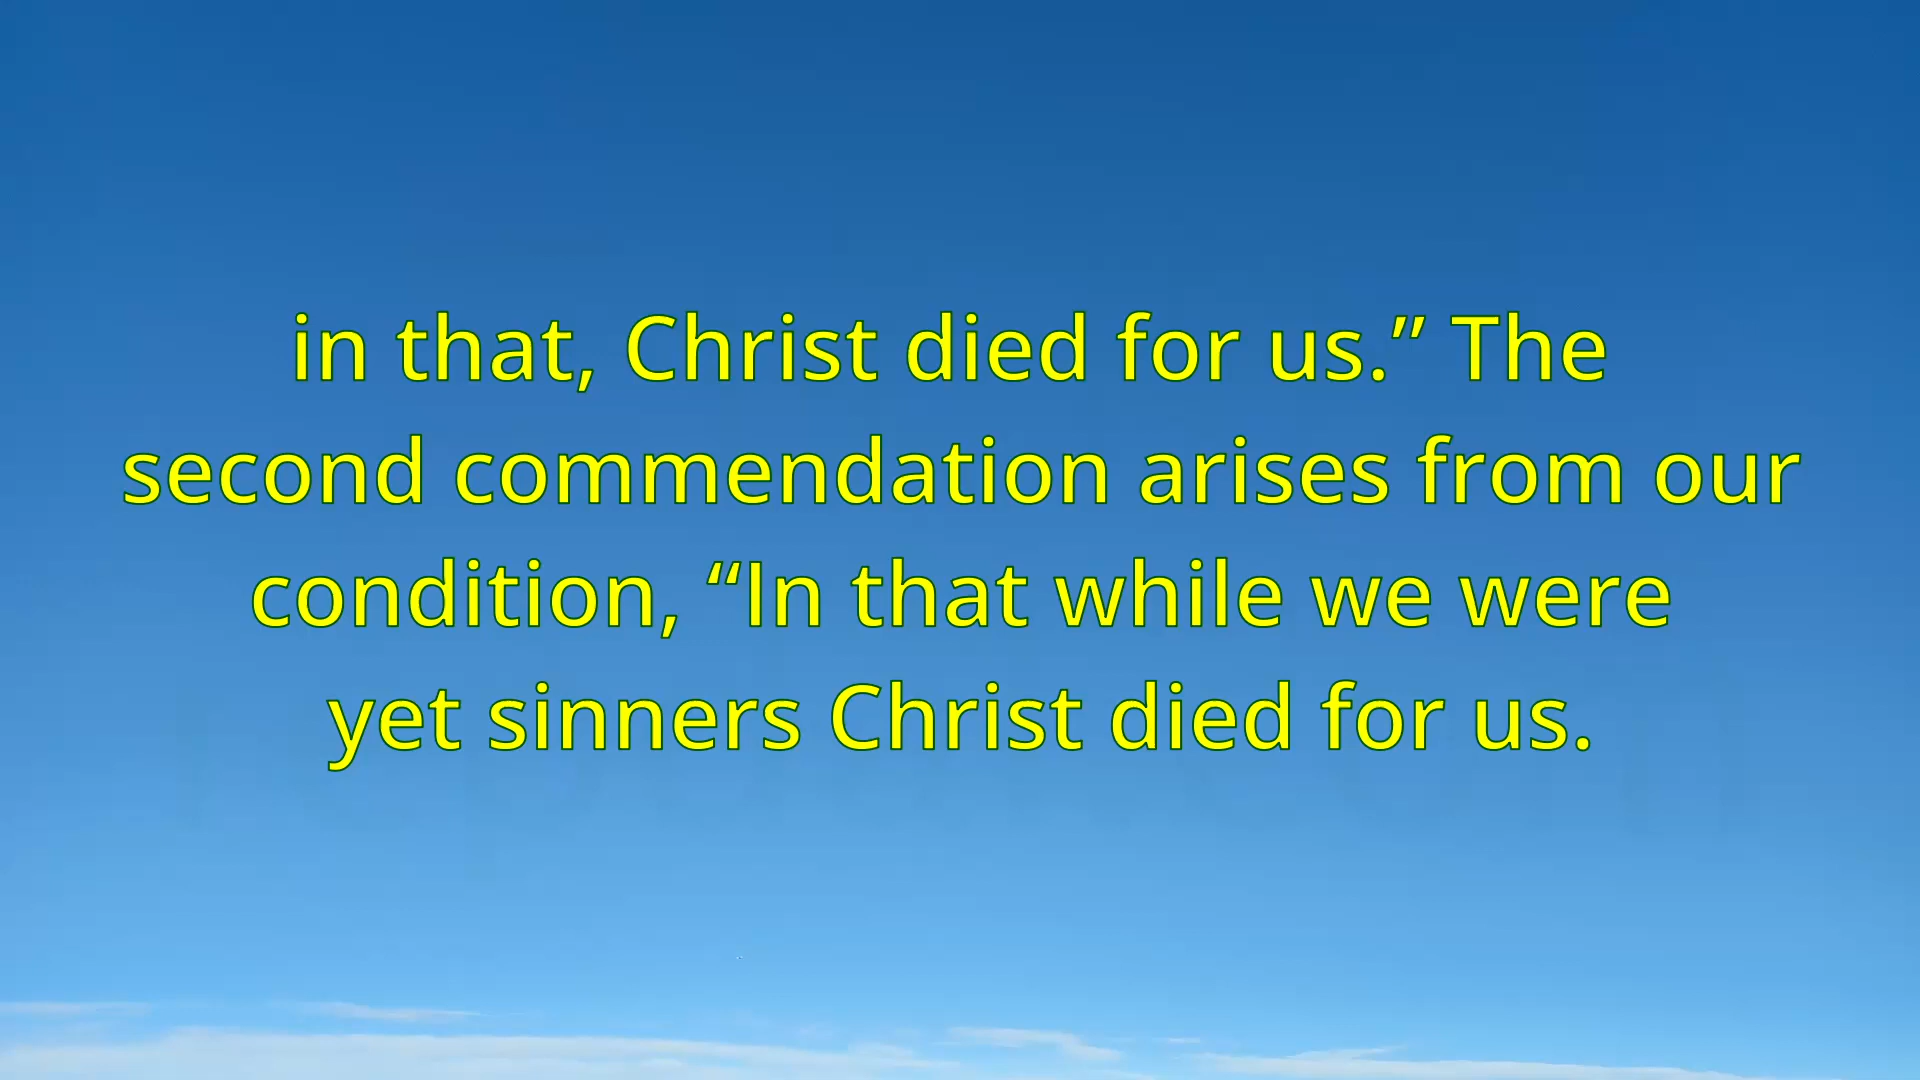 in that, Christ died for us.” The
second commendation arises from our
condition, “In that while we were
yet sinners Christ died for us.